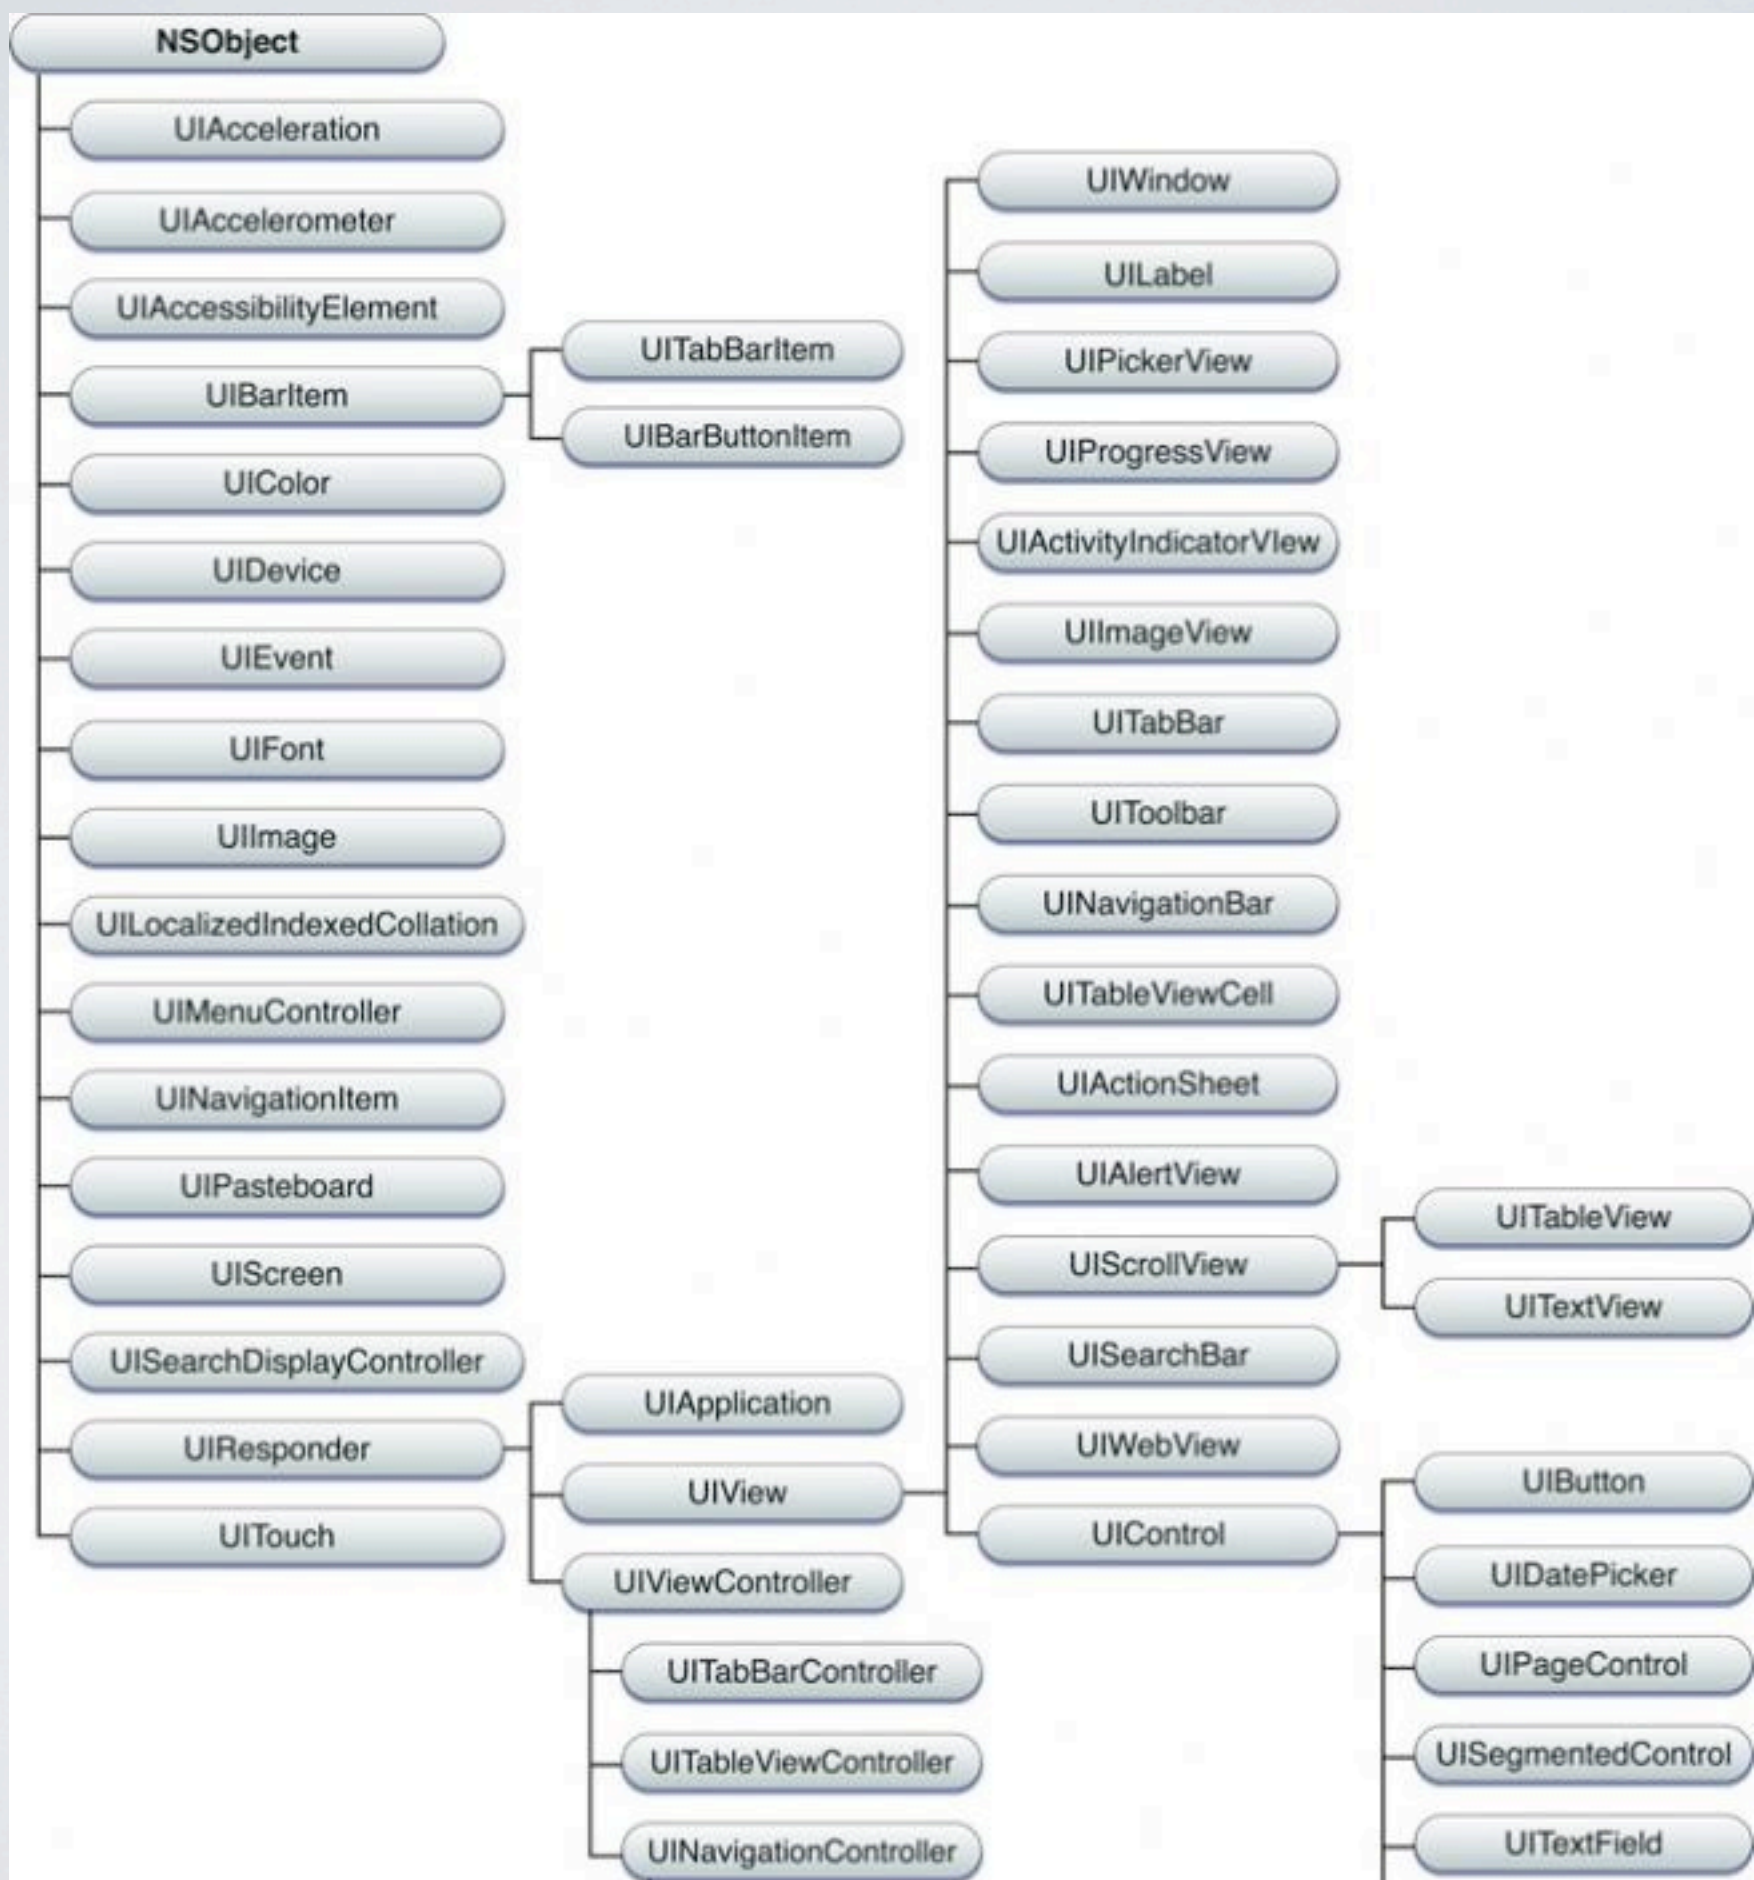 NSObject
UIAcceleration
UIAccelerometer
UIAccessibilityElement
UIBarItem
UITabBarItem
UIBarButtonItem
UIColor
UIDevice
UIEvent
UIFont
UIImage
UILocalizedIndexedCollation
UIMenuController
UINavigationItem
UIPasteboard
UIScreen
UISearchDisplayController
UIResponder
UITouch
UIApplication
UIView
UIViewController
UITabBarController
UITableViewController
UINavigationController
UIWindow
UILabel
UIPickerView
UIProgressView
UIActivityIndicatorVIew
UIImageView
UITabBar
UIToolbar
UINavigationBar
UITableViewCell
UIActionSheet
UIAlertView
UIScrollView
UISearchBar
UIWebView
UIControl
UITableView
UITextView
UIButton
UIDatePicker
UIPageControl
UISegmentedControl
UITextField